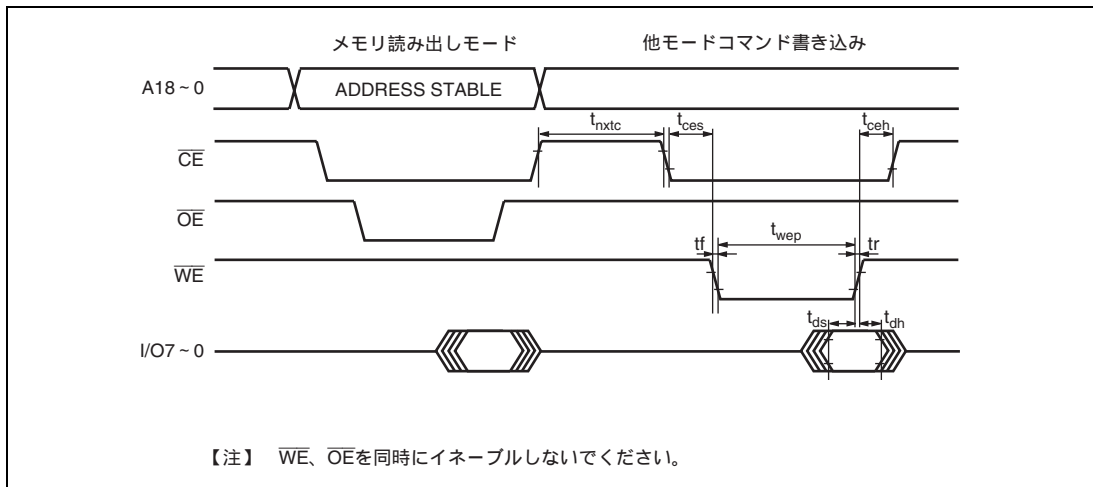 メモリ読み出しモード 他モードコマンド書き込み
A18～0 ADDRESS STABLE
tnxtc tces tceh
CE
OE
twep
tf tr
WE
tds tdh
I/O7～0
【注】 WE、OEを同時にイネーブルしないでください。